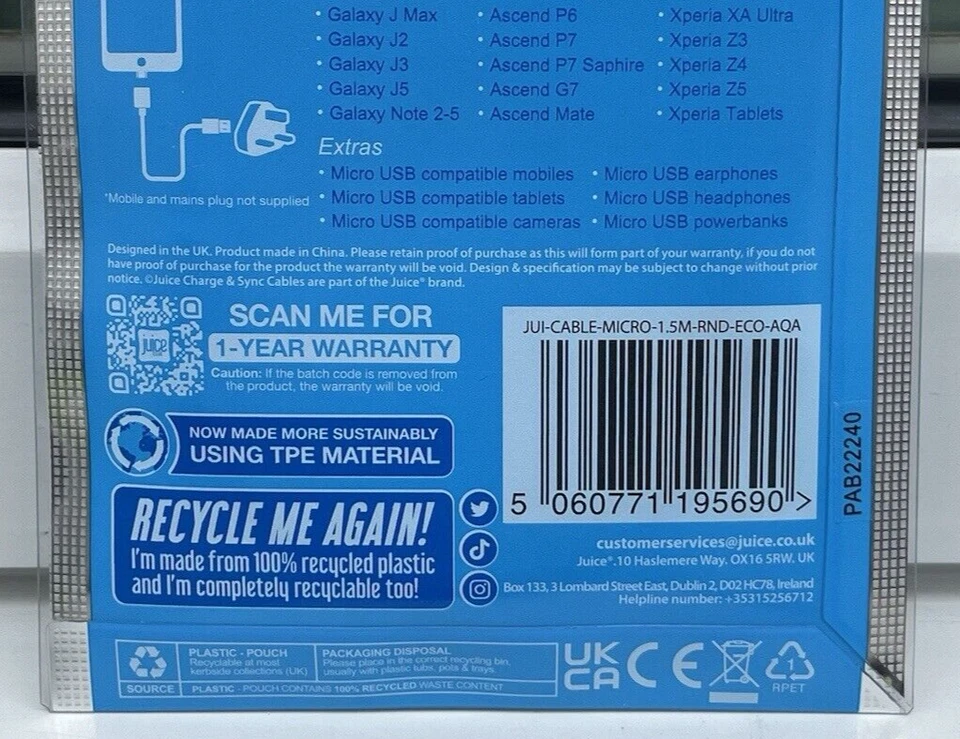 • Galaxy J Max
• Galaxy J2
• Galaxy J3
• Galaxy J5
• Galaxy Note 2-5
• Ascend P6
• Ascend P7
• Ascend P7 Saphire
• Ascend G7
• Ascend Mate
• Xperia XA Ultra
• Xperia Z3
• Xperia Z4
• Xperia Z5
• Xperia Tablets
Extras
• Micro USB compatible mobiles
• Micro USB compatible tablets
• Micro USB compatible cameras
• Micro USB earphones
• Micro USB headphones
• Micro USB powerbanks
*Mobile and mains plug not supplied
Designed in the UK. Product made in China. Please retain proof of purchase as this will form part of your warranty, if you do not
have proof of purchase for the product the warranty will be void. Design & specification may be subject to change without prior
notice. ©Juice Charge & Sync Cables are part of the Juice® brand.
juice
SCAN ME FOR
1-YEAR WARRANTY
Caution: If the batch code is removed from
the product, the warranty will be void.
NOW MADE MORE SUSTAINABLY
USING TPE MATERIAL
RECYCLE ME AGAIN!
I'm made from 100% recycled plastic
and I'm completely recyclable too!
JUI-CABLE-MICRO-1.5M-RND-ECO-AQA
5 060771 195690 >
PAB22240
customerservices@juice.co.uk
Juice®.10 Haslemere Way. OX16 5RW. UK
Box 133, 3 Lombard Street East, Dublin 2, D02 HC78, Ireland
Helpline number: +35315256712
SOURCE
PLASTIC - POUCH
Recyclable at most
kerbside collections (UK)
PACKAGING DISPOSAL
Please place in the correct recycling bin,
usually with plastic tubs, pots & trays
PLASTIC - POUCH CONTAINS 100% RECYCLED WASTE CONTENT
UK
CA
CE
1
RPET